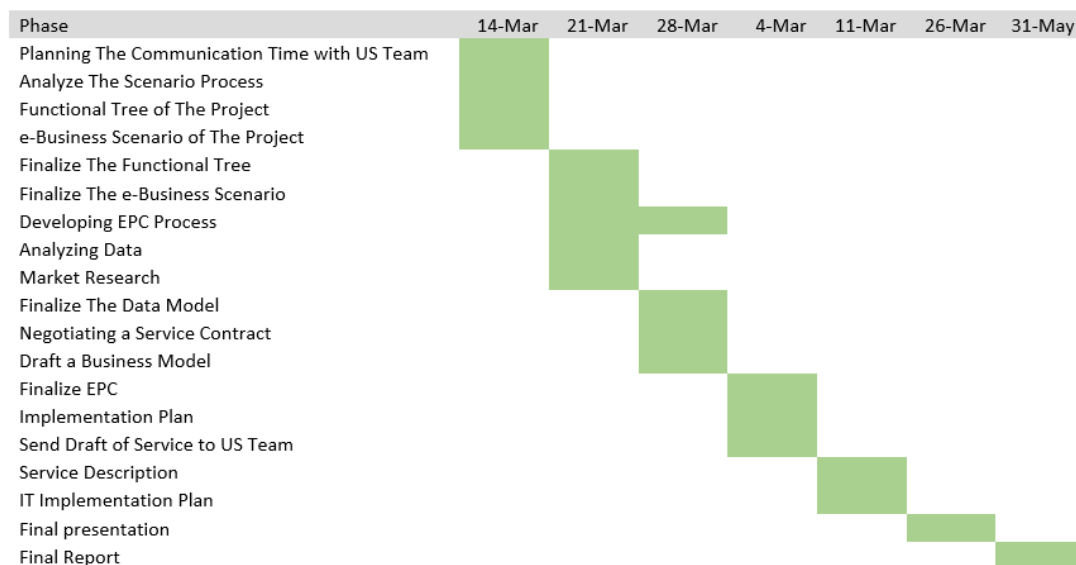 Phase 14-Mar 21-Mar 28-Mar 4-Mar 11-Mar 26-Mar 31-May
Planning The Communication Time with US Team
Analyze The Scenario Process
Functional Tree of The Project
e-Business Scenario of The Project
Finalize The Functional Tree
Finalize The e-Business Scenario
Developing EPC Process
Analyzing Data
Market Research
Finalize The Data Model
Negotiating a Service Contract
Draft a Business Model
Finalize EPC
Implementation Plan
Send Draft of Service to US Team
Service Description
IT Implementation Plan
Final presentation
Final Report